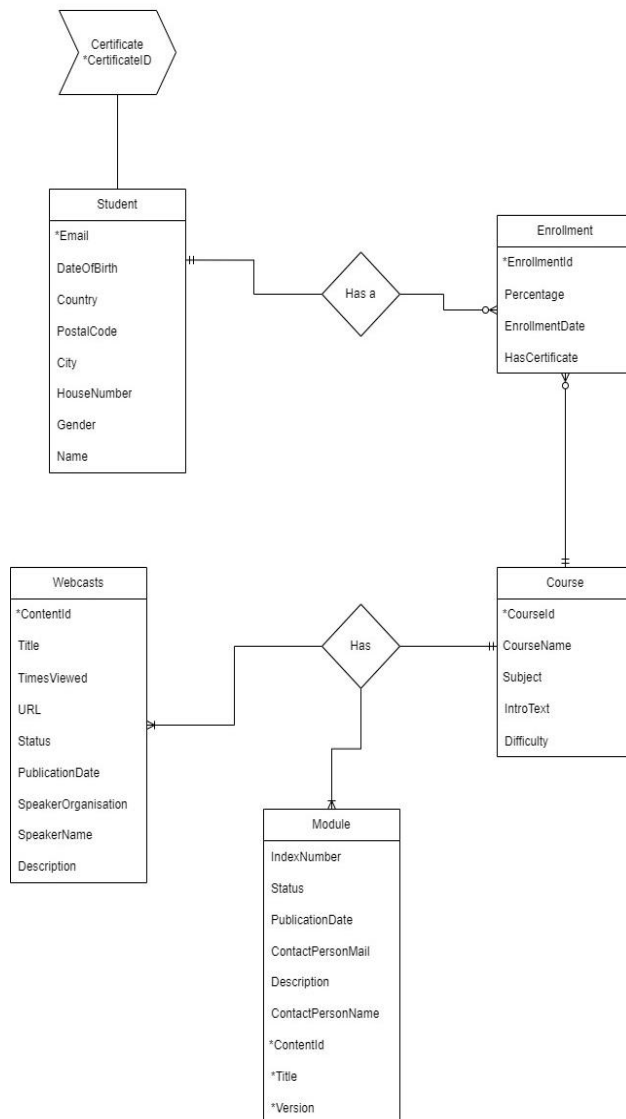 Certificate
*CertificateID
Student
*Email
DateOfBirth
Country
PostalCode
City
HouseNumber
Gender
Name
Has a
Enrollment
*EnrollmentId
Percentage
EnrollmentDate
HasCertificate
Webcasts
*ContentId
Title
TimesViewed
URL
Status
PublicationDate
SpeakerOrganisation
SpeakerName
Description
Has
Course
*CourseId
CourseName
Subject
IntroText
Difficulty
Module
IndexNumber
Status
PublicationDate
ContactPersonMail
Description
ContactPersonName
*ContentId
*Title
*Version